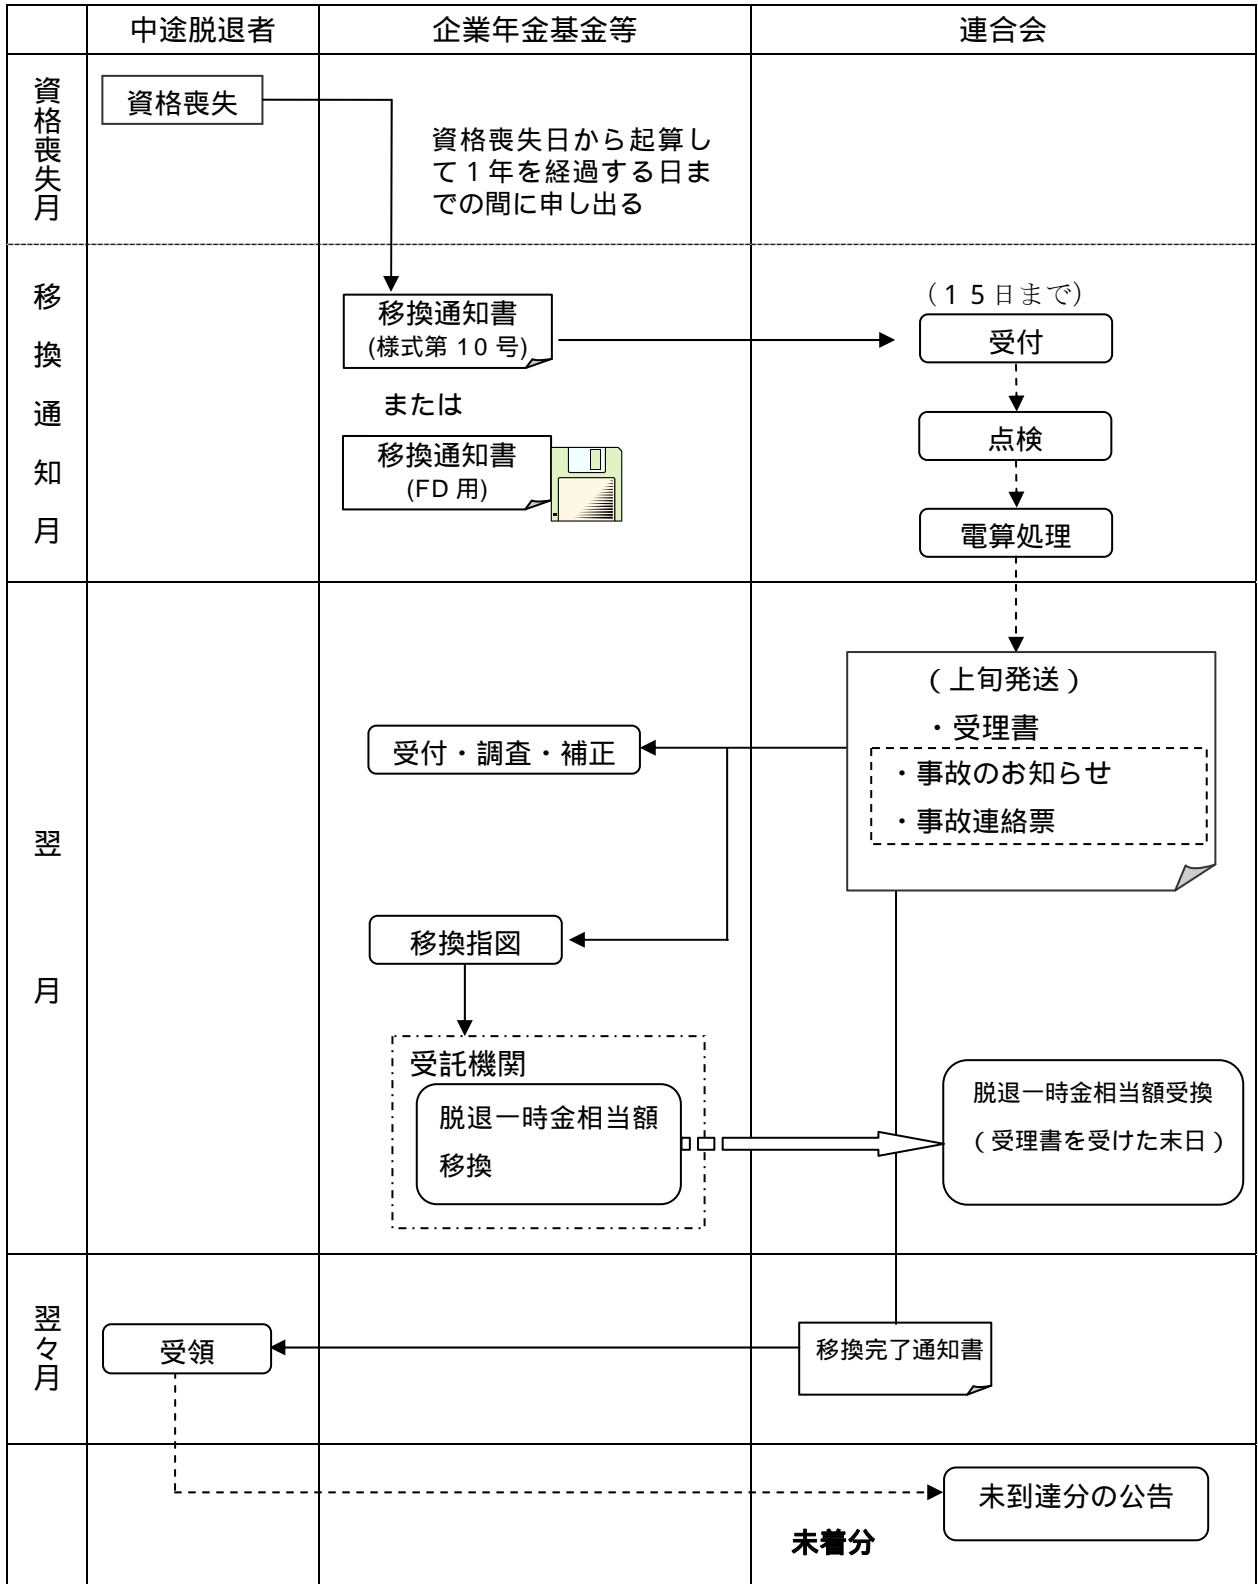 中途脱退者
企業年金基金等
連合会
資格喪失月
資格喪失
資格喪失日から起算し
て1年を経過する日ま
での間に申し出る
移換通知月
移換通知書
(様式第10号)
または
移換通知書
(FD用)
(15日まで)
受付
点検
電算処理
翌月
(上旬発送)
・受理書
・事故のお知らせ
・事故連絡票
受付・調査・補正
移換指図
受託機関
脱退一時金相当額
移換
脱退一時金相当額受換
(受理書を受けた末日)
翌々月
受領
移換完了通知書
未到達分の公告
未着分